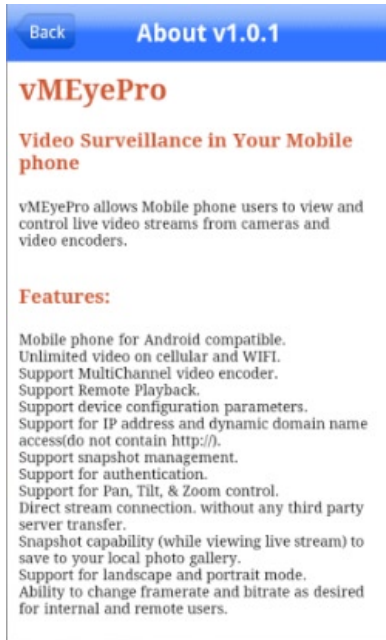 Back
About v1.0.1
vMEyePro
Video Surveillance in Your Mobile
phone
vMEyePro allows Mobile phone users to view and
control live video streams from cameras and
video encoders.
Features:
Mobile phone for Android compatible.
Unlimited video on cellular and WIFI.
Support MultiChannel video encoder.
Support Remote Playback.
Support device configuration parameters.
Support for IP address and dynamic domain name
access(do not contain http://).
Support snapshot management.
Support for authentication.
Support for Pan, Tilt, & Zoom control.
Direct stream connection. without any third party
server transfer.
Snapshot capability (while viewing live stream) to
save to your local photo gallery.
Support for landscape and portrait mode.
Ability to change framerate and bitrate as desired
for internal and remote users.